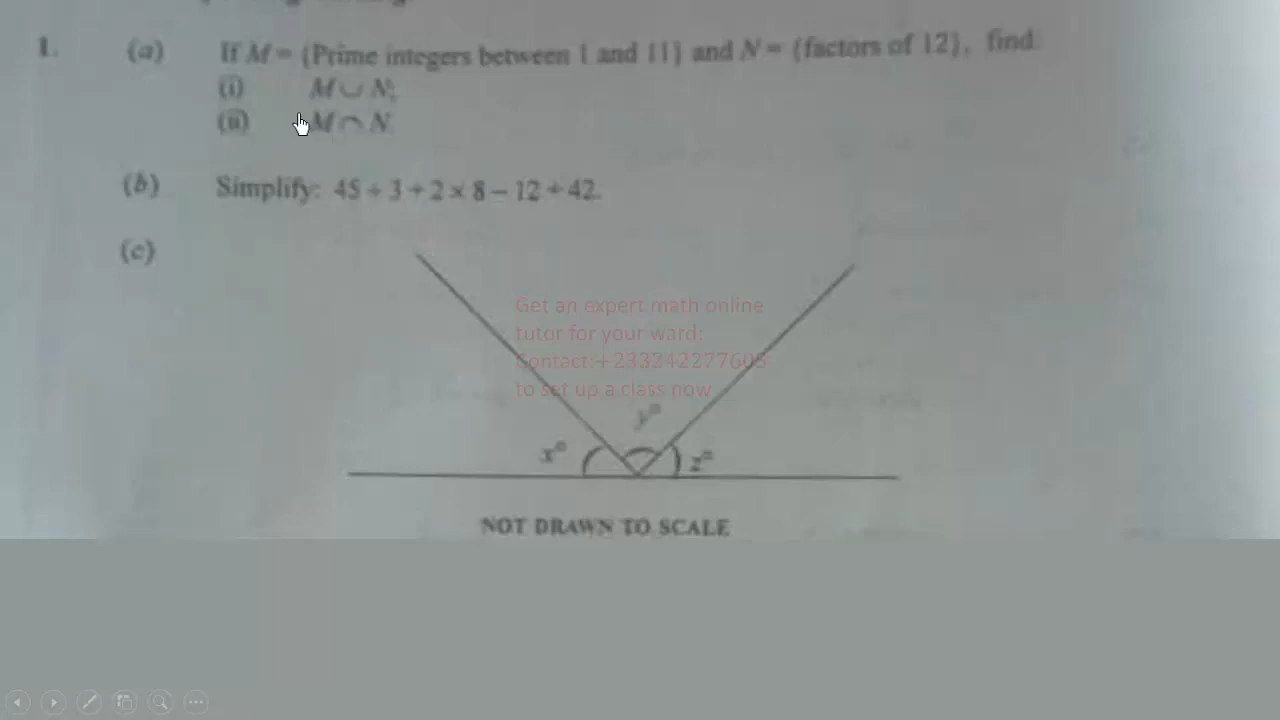 1. (a) If M = {Prime integers between 1 and 11} and N = {factors of 12}, find
(i) M ∪ N;
(ii) M ∩ N.
(b) Simplify: 45 ÷ 3 + 2 × 8 – 12 + 42.
(c)
Get an expert math online
tutor for your ward:
Contact:+233242277605
to set up a class now
y°
x°
z°
NOT DRAWN TO SCALE